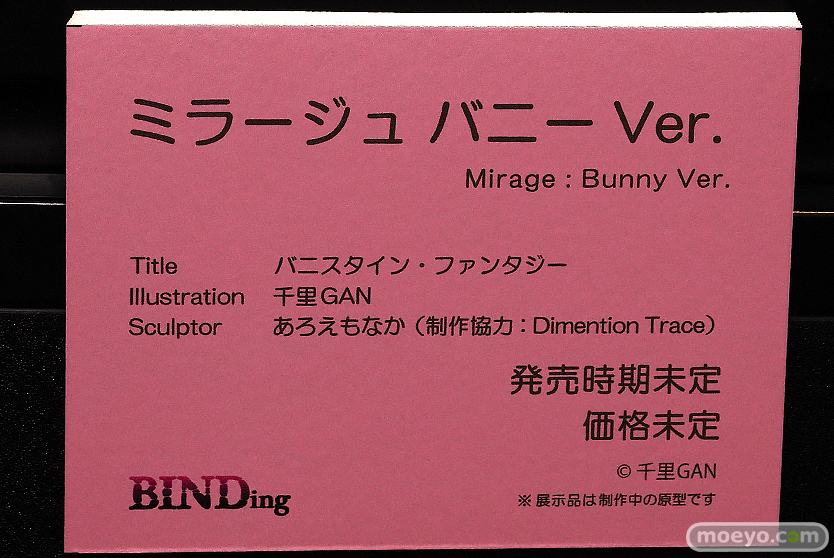 ミラージュ バニー Ver.
Mirage : Bunny Ver.
Title バニスタイン・ファンタジー
Illustration 千里GAN
Sculptor あろえもなか（制作協力：Dimention Trace）
発売時期未定
価格未定
© 千里GAN
BINDing
※ 展示品は制作中の原型です
moeyo.com